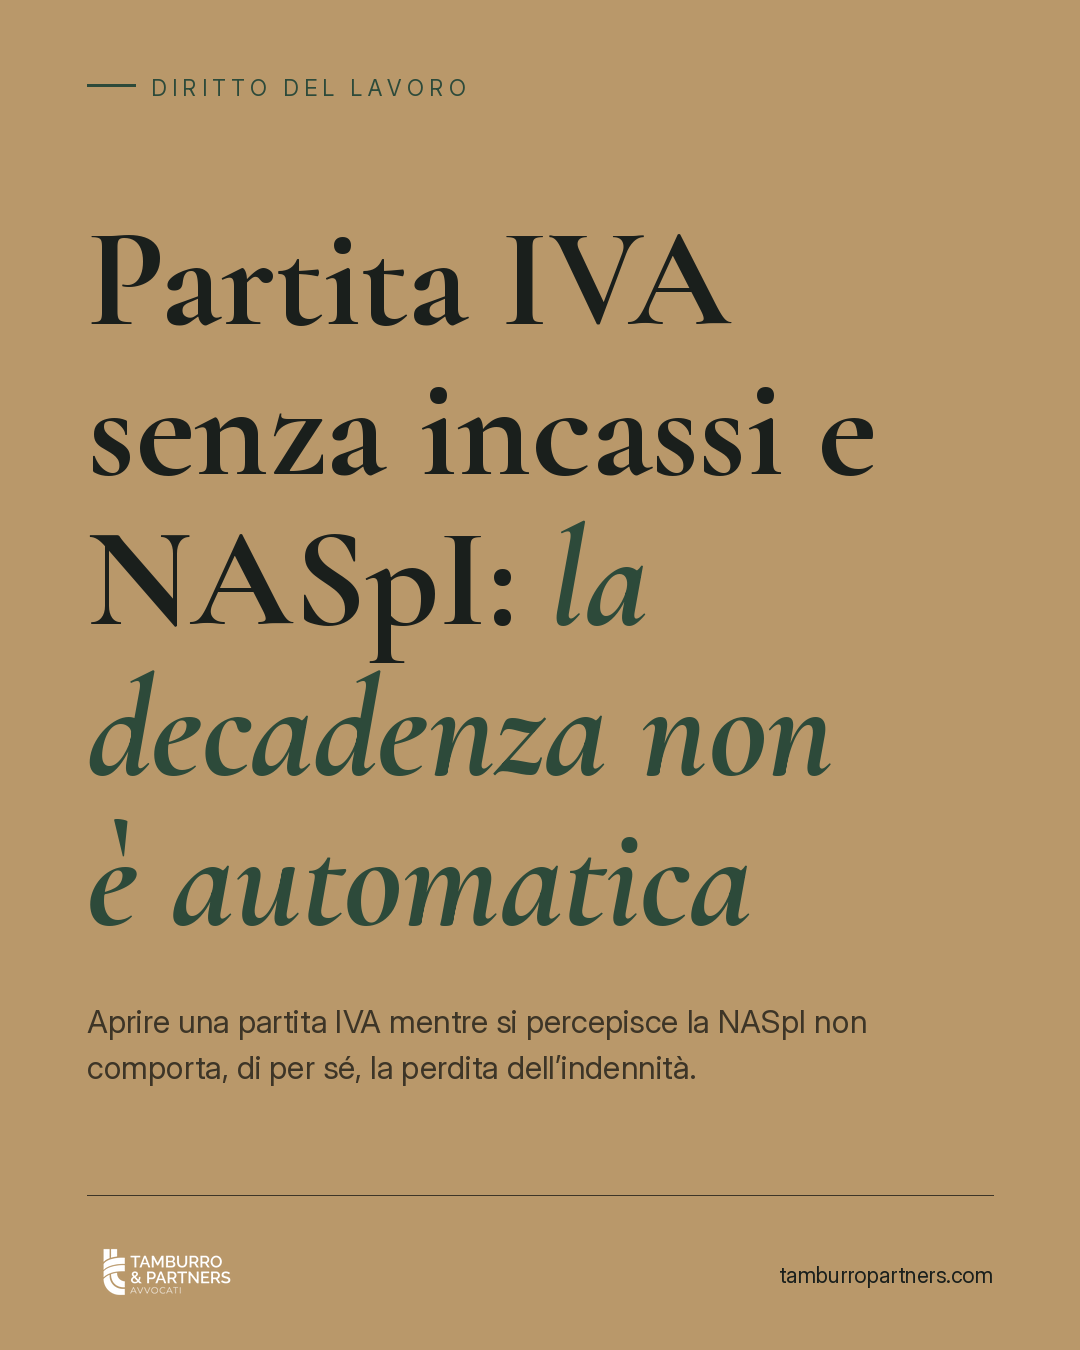 DIRITTO DEL LAVORO
Partita IVA
senza incassi e
NASpI: la
decadenza non
è automatica
Aprire una partita IVA mentre si percepisce la NASpI non
comporta, di per sé, la perdita dell’indennità.
TAMBURRO
& PARTNERS
AVVOCATI
tamburropartners.com